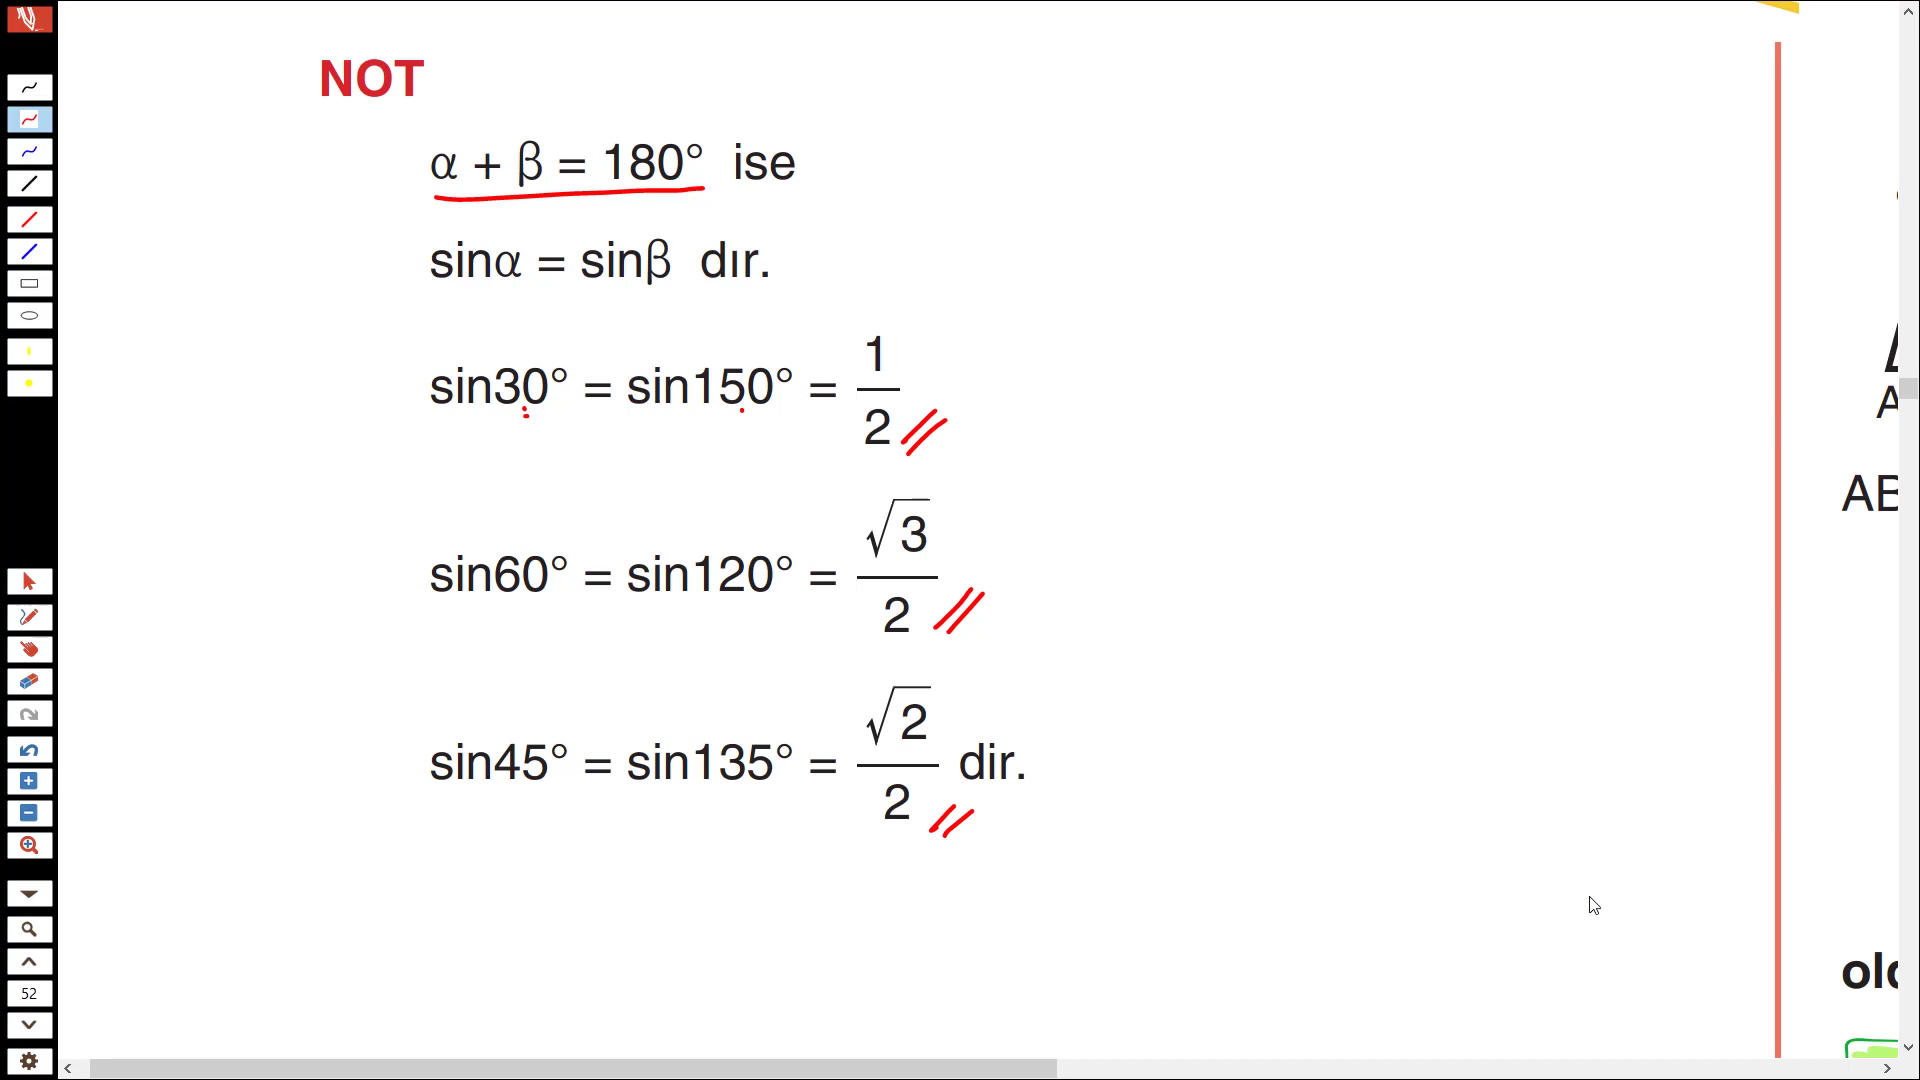 NOT
α + β = 180° ise
sinα = sinβ dır.
sin30° = sin150° = 1/2
sin60° = sin120° = √3/2
sin45° = sin135° = √2/2 dir.
A
AB
52